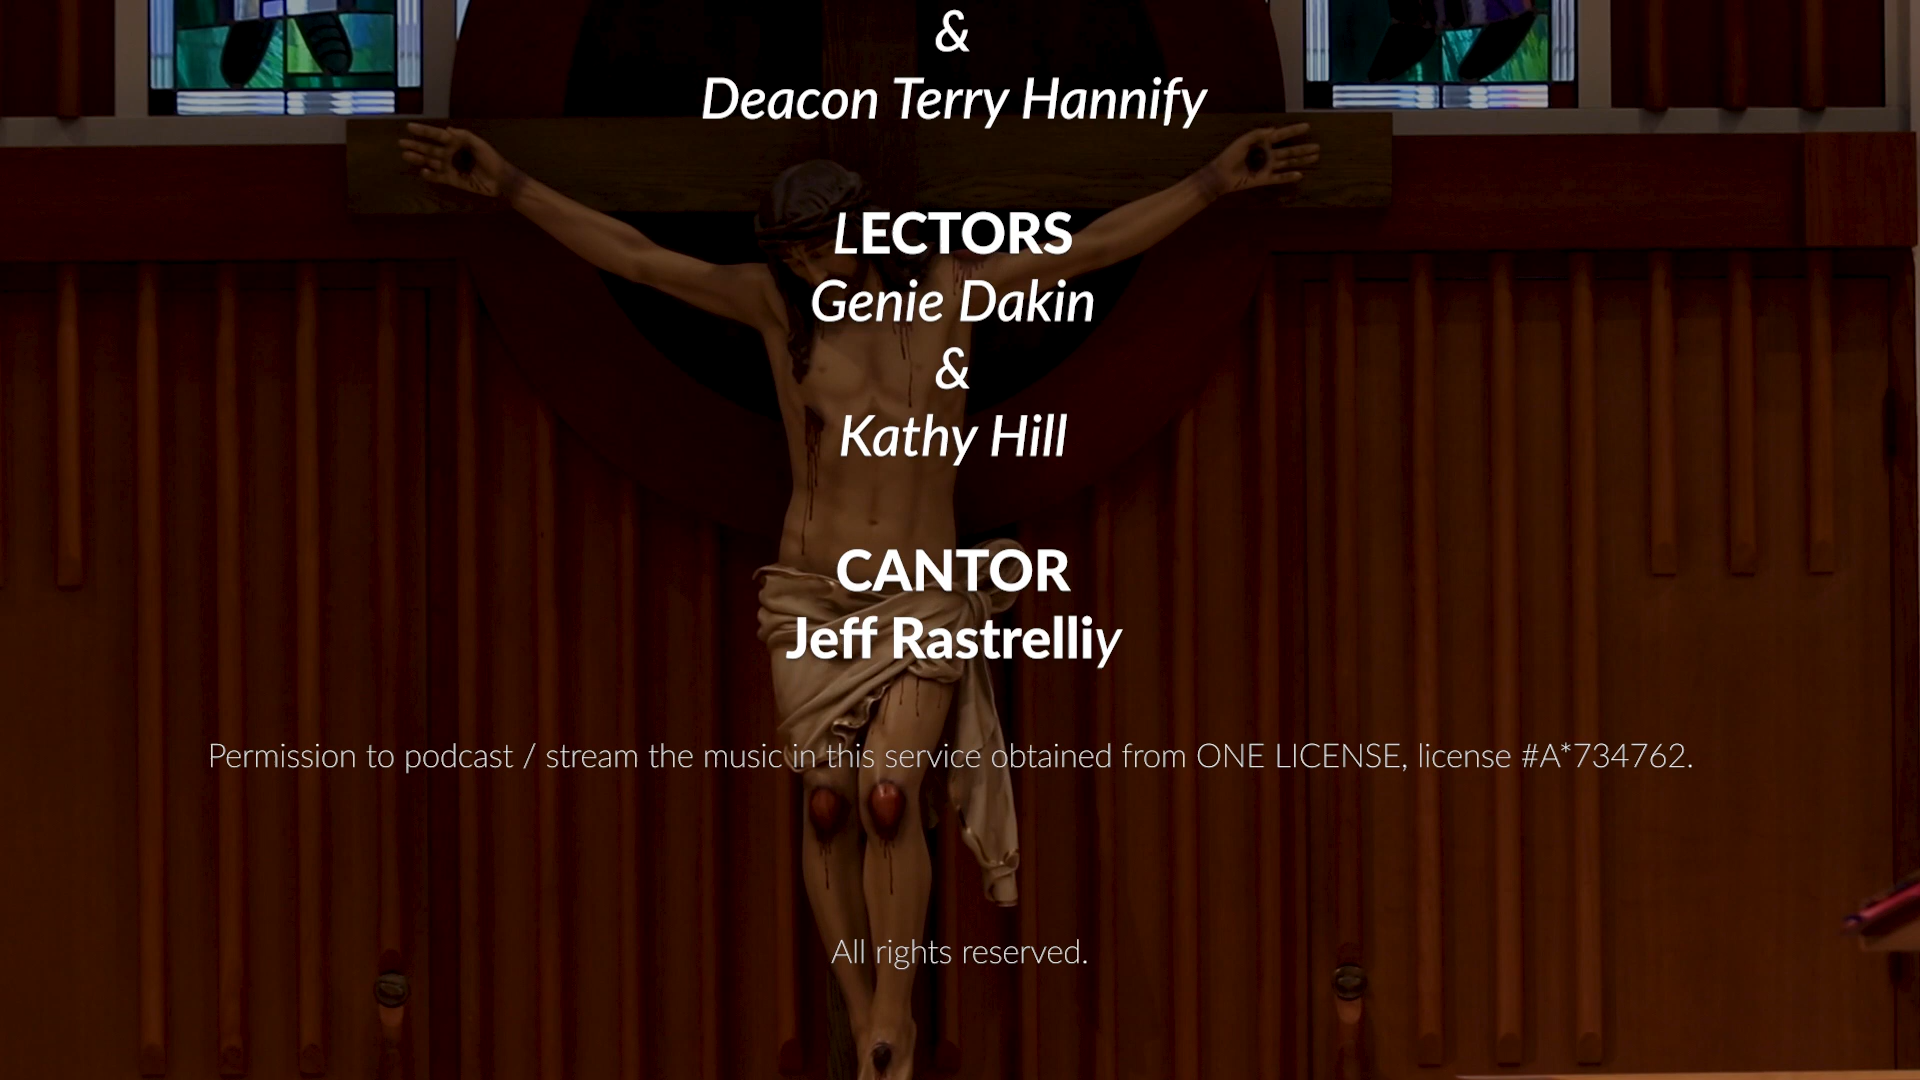 &
Deacon Terry Hannify
LECTORS
Genie Dakin
&
Kathy Hill
CANTOR
Jeff Rastrelliy
Permission to podcast / stream the music in this service obtained from ONE LICENSE, license #A*734762.
All rights reserved.